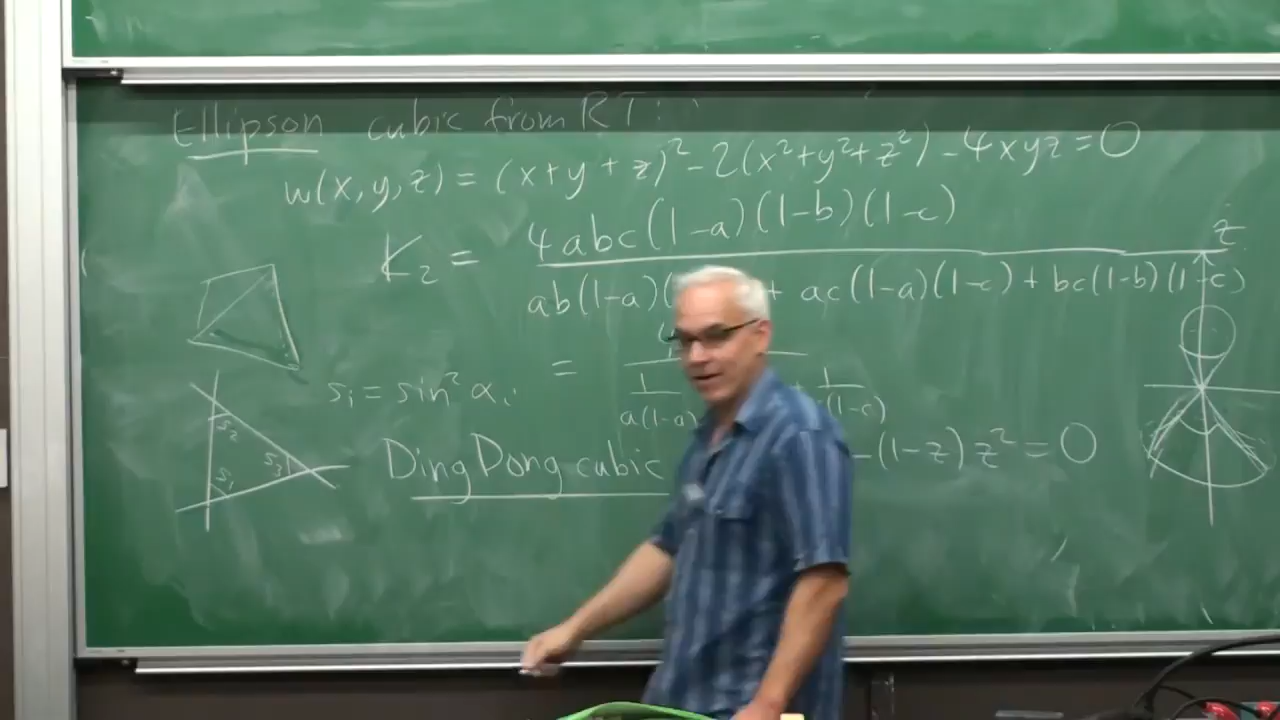 Ellipson cubic from RT:
w(x,y,z) = (x+y+z)²-2(x²+y²+z²)-4xyz=0
K₂ = 4abc(1-a)(1-b)(1-c)
ab(1-a)( + ac(1-a)(1-c) + bc(1-b)(1-c)
z
=
1 1
a(1-a) (1-c)
sᵢ = sin² αᵢ
s₂
s₃
s₁
Ding Dong cubic -(1-z)z²=0